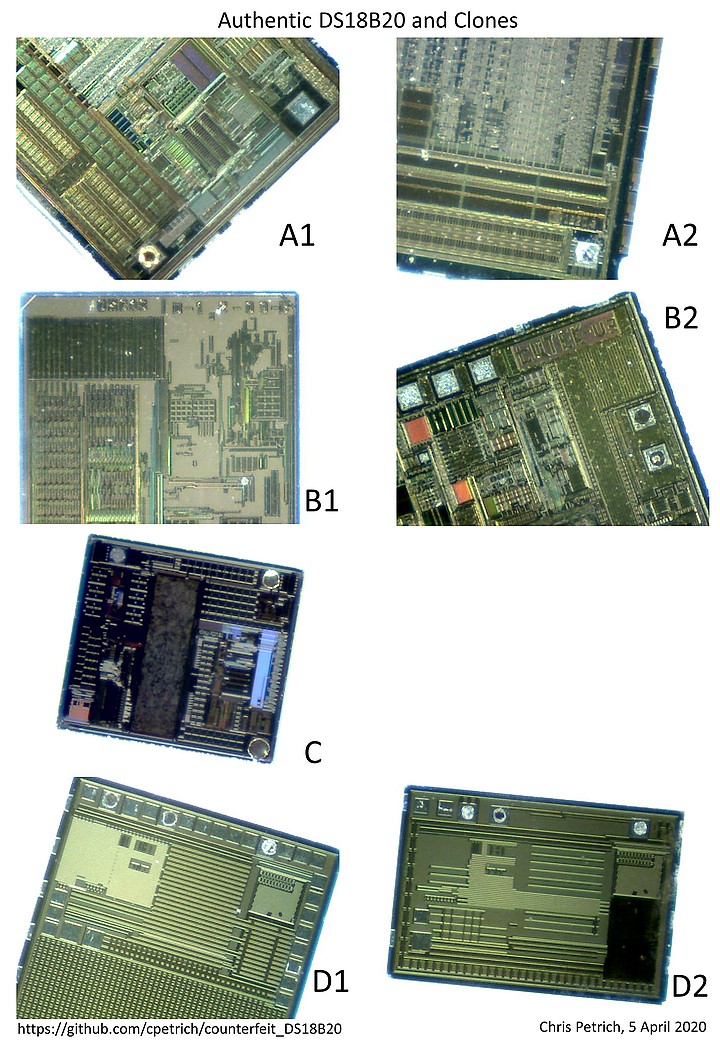 Authentic DS18B20 and Clones
A1
A2
B1
B2
C
D1
D2
https://github.com/cpetrich/counterfeit_DS18B20
Chris Petrich, 5 April 2020